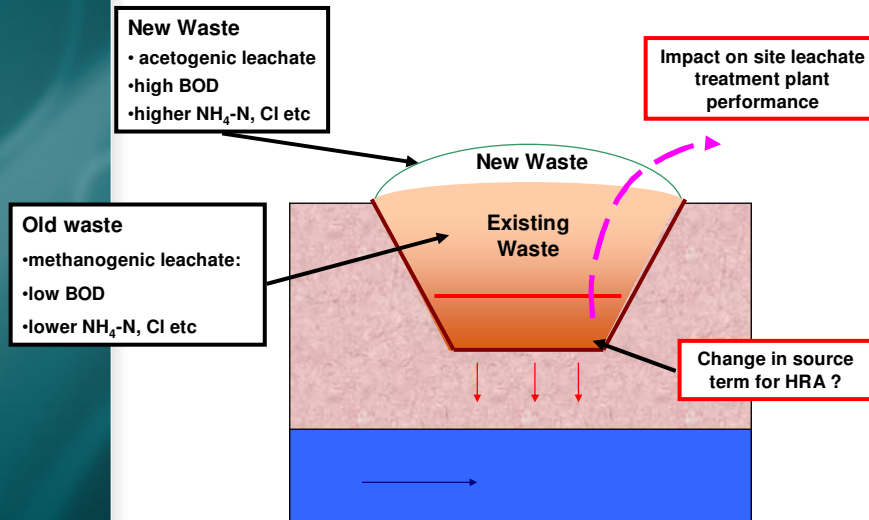 New Waste
• acetogenic leachate
•high BOD
•higher NH₄-N, Cl etc
Impact on site leachate
treatment plant
performance
New Waste
Old waste
•methanogenic leachate:
•low BOD
•lower NH₄-N, Cl etc
Existing
Waste
Change in source
term for HRA ?